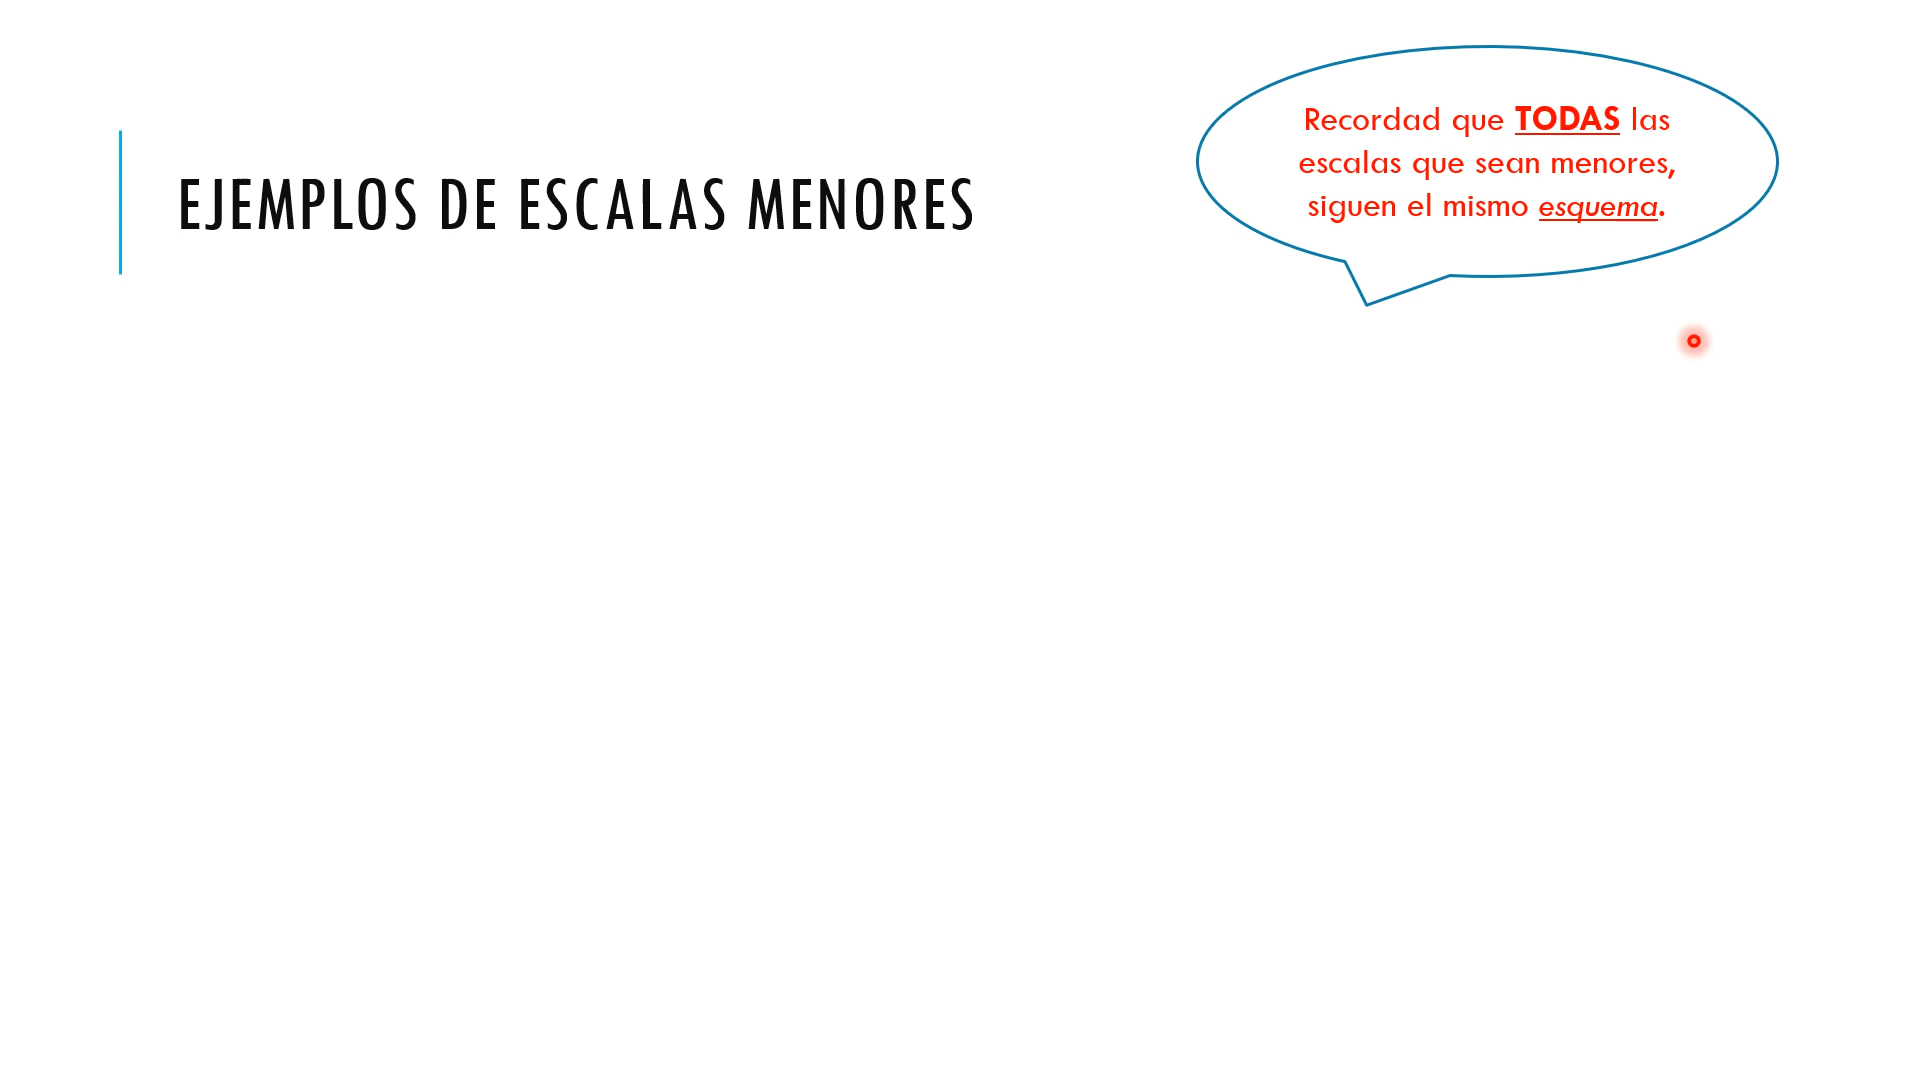 EJEMPLOS DE ESCALAS MENORES
Recordad que TODAS las
escalas que sean menores,
siguen el mismo esquema.